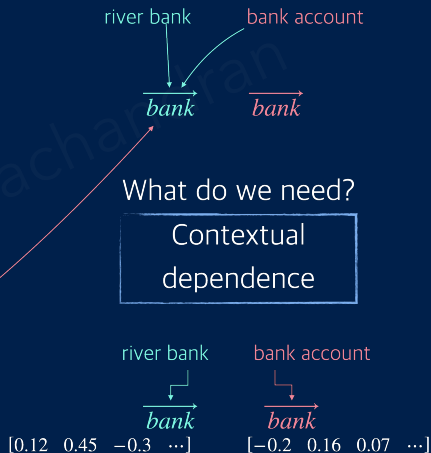 river bank bank account
bank bank
What do we need?
Contextual
dependence
river bank bank account
bank bank
[0.12 0.45 −0.3 ⋯] [−0.2 0.16 0.07 ⋯]